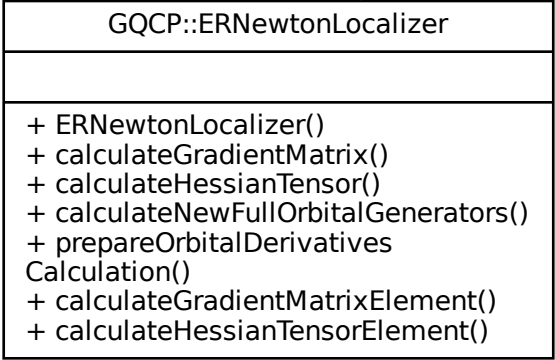 GQCP::ERNewtonLocalizer
+ ERNewtonLocalizer()
+ calculateGradientMatrix()
+ calculateHessianTensor()
+ calculateNewFullOrbitalGenerators()
+ prepareOrbitalDerivatives
Calculation()
+ calculateGradientMatrixElement()
+ calculateHessianTensorElement()